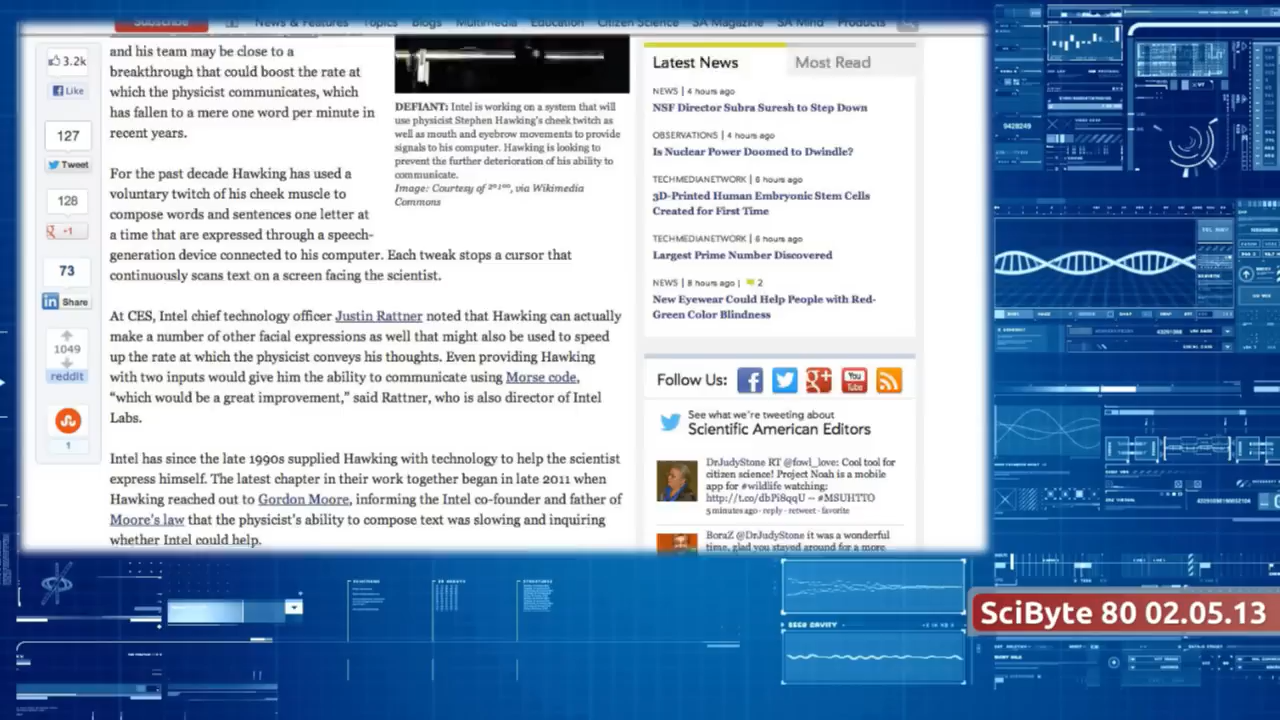 Subscribe
News & Features Topics Blogs Multimedia Education Citizen Science SA Magazine SA Mind Products
3.2k
Like
127
Tweet
128
+1
73
Share
1049
reddit
1
and his team may be close to a
breakthrough that could boost the rate at
which the physicist communicates, which
has fallen to a mere one word per minute in
recent years.
For the past decade Hawking has used a
voluntary twitch of his cheek muscle to
compose words and sentences one letter at
a time that are expressed through a speech-
generation device connected to his computer. Each tweak stops a cursor that
continuously scans text on a screen facing the scientist.
At CES, Intel chief technology officer Justin Rattner noted that Hawking can actually
make a number of other facial expressions as well that might also be used to speed
up the rate at which the physicist conveys his thoughts. Even providing Hawking
with two inputs would give him the ability to communicate using Morse code,
“which would be a great improvement,” said Rattner, who is also director of Intel
Labs.
Intel has since the late 1990s supplied Hawking with technology to help the scientist
express himself. The latest chapter in their work together began in late 2011 when
Hawking reached out to Gordon Moore, informing the Intel co-founder and father of
Moore's law that the physicist's ability to compose text was slowing and inquiring
whether Intel could help.
DEFIANT: Intel is working on a system that will
use physicist Stephen Hawking's cheek twitch as
well as mouth and eyebrow movements to provide
signals to his computer. Hawking is looking to
prevent the further deterioration of his ability to
communicate.
Image: Courtesy of , via Wikimedia
Commons
Latest News Most Read
NEWS | 4 hours ago
NSF Director Subra Suresh to Step Down
OBSERVATIONS | 4 hours ago
Is Nuclear Power Doomed to Dwindle?
TECHMEDIANETWORK | 6 hours ago
3D-Printed Human Embryonic Stem Cells
Created for First Time
TECHMEDIANETWORK | 6 hours ago
Largest Prime Number Discovered
NEWS | 8 hours ago | 2
New Eyewear Could Help People with Red-
Green Color Blindness
Follow Us:
You
Tube
See what we're tweeting about
Scientific American Editors
DrJudyStone RT @fowl_love: Cool tool for
citizen science! Project Noah is a mobile
app for #wildlife watching:
http://t.co/dbPi8qqU -- #MSUHTTO
5 minutes ago · reply · retweet · favorite
BoraZ @DrJudyStone it was a wonderful
time, glad you stayed around for a more
SciByte 80 02.05.13